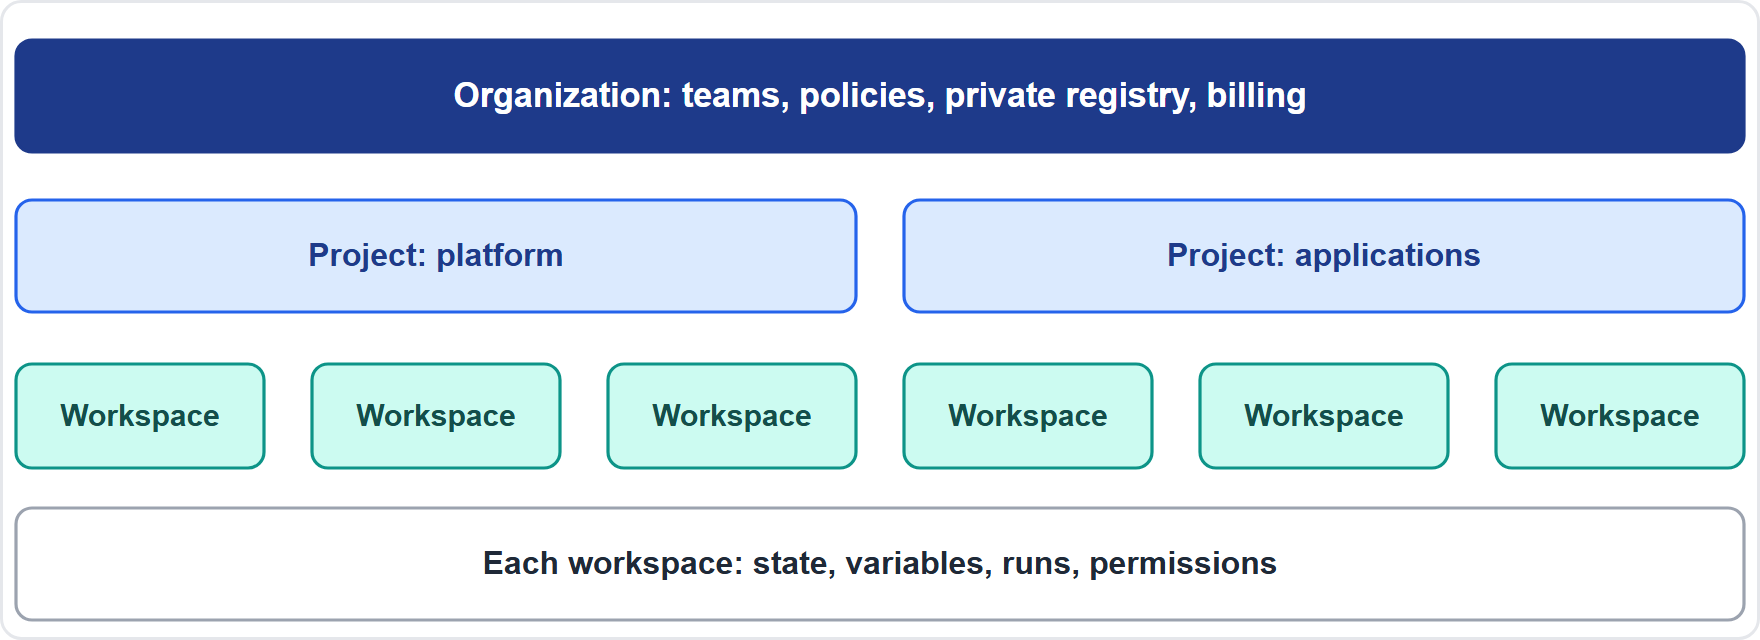 Organization: teams, policies, private registry, billing
Project: platform
Project: applications
Workspace
Workspace
Workspace
Workspace
Workspace
Workspace
Each workspace: state, variables, runs, permissions